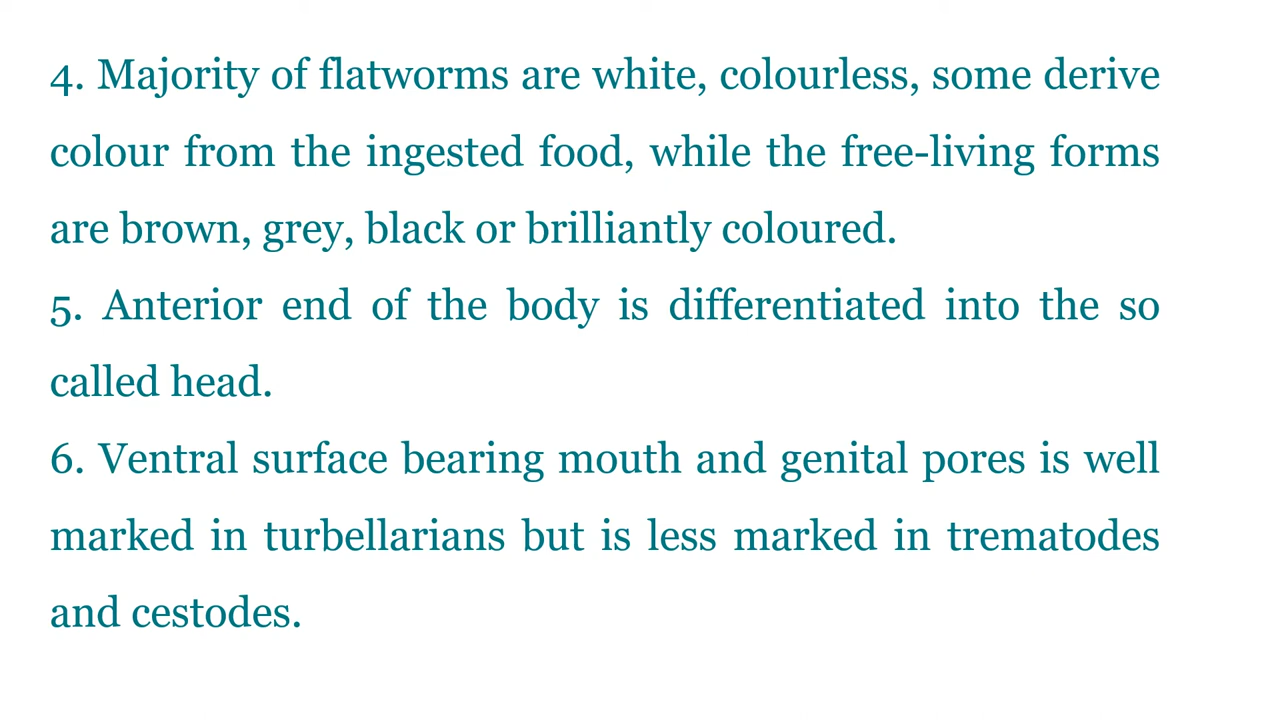 4. Majority of flatworms are white, colourless, some derive
colour from the ingested food, while the free-living forms
are brown, grey, black or brilliantly coloured.
5. Anterior end of the body is differentiated into the so
called head.
6. Ventral surface bearing mouth and genital pores is well
marked in turbellarians but is less marked in trematodes
and cestodes.